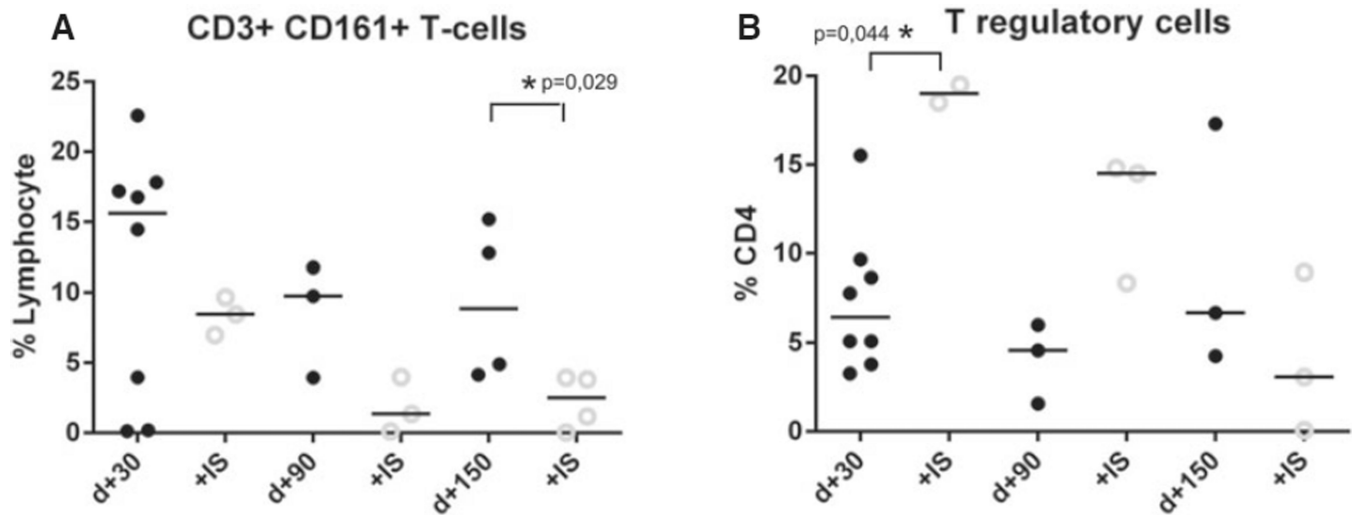 A
CD3+ CD161+ T-cells
* p=0,029
% Lymphocyte
25
20
15
10
5
0
d+30
+IS
d+90
+IS
d+150
+IS
B
T regulatory cells
p=0,044 *
% CD4
20
15
10
5
0
d+30
+IS
d+90
+IS
d+150
+IS